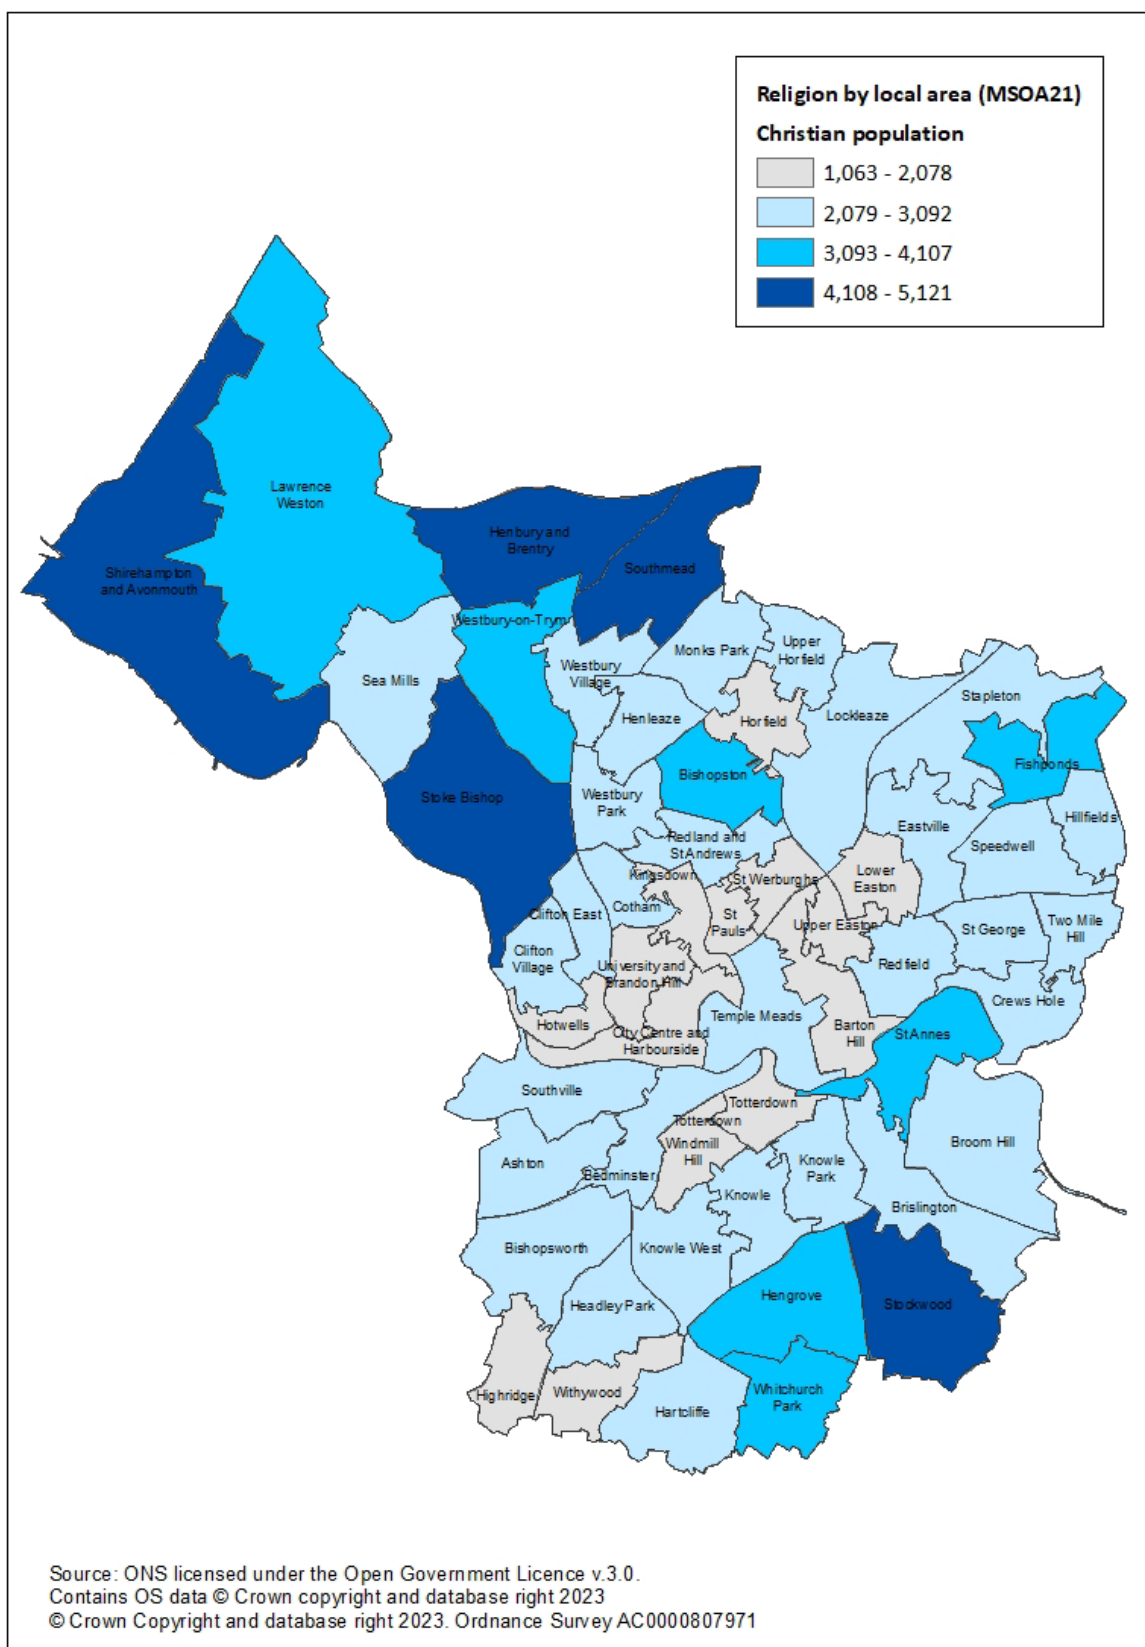 Religion by local area (MSOA21)
Christian population
1,063 - 2,078
2,079 - 3,092
3,093 - 4,107
4,108 - 5,121
Lawrence
Weston
Henbury and
Brentry
Southmead
Shirehampton
and Avonmouth
Westbury-on-Trym
Sea Mills
Westbury
Village
Monks Park
Upper
Horfield
Stapleton
Henleaze
Horfield
Lockleaze
Fishponds
Bishopston
Stoke Bishop
Westbury
Park
Hillfields
Eastville
Speedwell
Redland and
St Andrews
Kingsdown
St Werburghs
Lower
Easton
Cotham
Clifton East
St
Pauls
Upper Easton
St George
Two Mile
Hill
Clifton
Village
University and
Brandon Hill
Redfield
Crews Hole
Hotwells
City Centre and
Harbourside
Temple Meads
Barton
Hill
St Annes
Southville
Totterdown
Totterdown
Windmill
Hill
Broom Hill
Ashton
Bedminster
Knowle
Knowle
Park
Brislington
Bishopsworth
Knowle West
Headley Park
Hengrove
Stockwood
Highridge
Withywood
Hartcliffe
Whitchurch
Park
Source: ONS licensed under the Open Government Licence v.3.0.
Contains OS data © Crown copyright and database right 2023
© Crown Copyright and database right 2023. Ordnance Survey AC0000807971